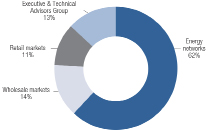 Executive & Technical
Advisors Group
13%
Energy
networks
62%
Retail markets
11%
Wholesale markets
14%